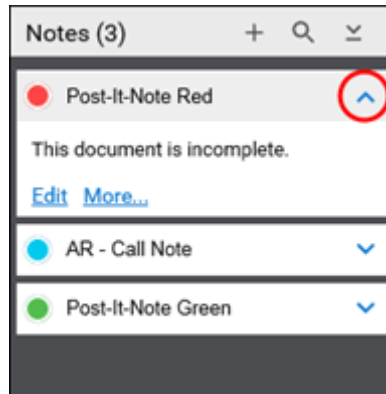 Notes (3)
Post-It-Note Red
This document is incomplete.
Edit More...
AR - Call Note
Post-It-Note Green